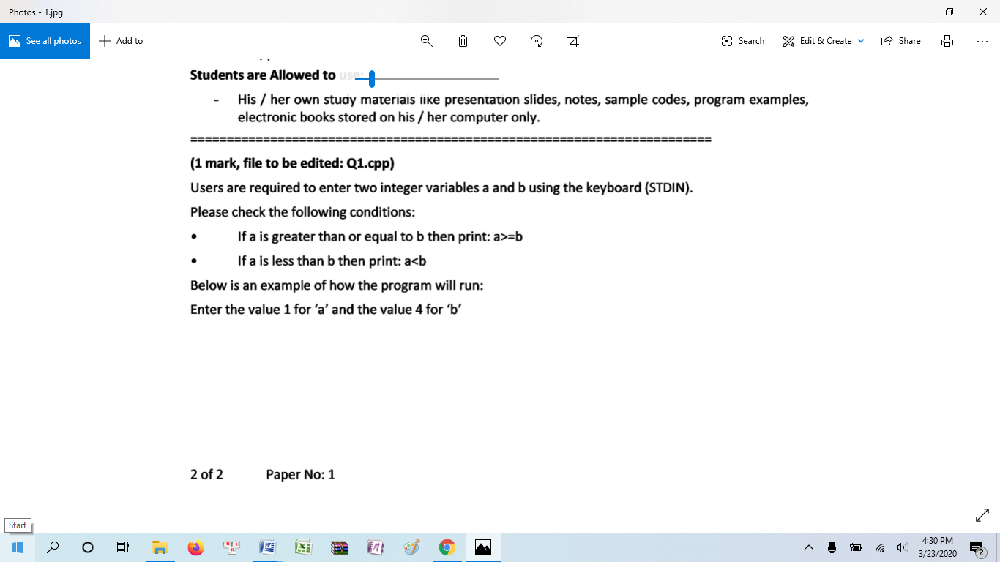 Photos - 1.jpg
See all photos
Add to
Search
Edit & Create
Share
Students are Allowed to use:
- His / her own study materials like presentation slides, notes, sample codes, program examples,
electronic books stored on his / her computer only.
========================================================================
(1 mark, file to be edited: Q1.cpp)
Users are required to enter two integer variables a and b using the keyboard (STDIN).
Please check the following conditions:
• If a is greater than or equal to b then print: a>=b
• If a is less than b then print: a<b
Below is an example of how the program will run:
Enter the value 1 for ‘a’ and the value 4 for ‘b’
2 of 2 Paper No: 1
Start
4:30 PM
3/23/2020
2